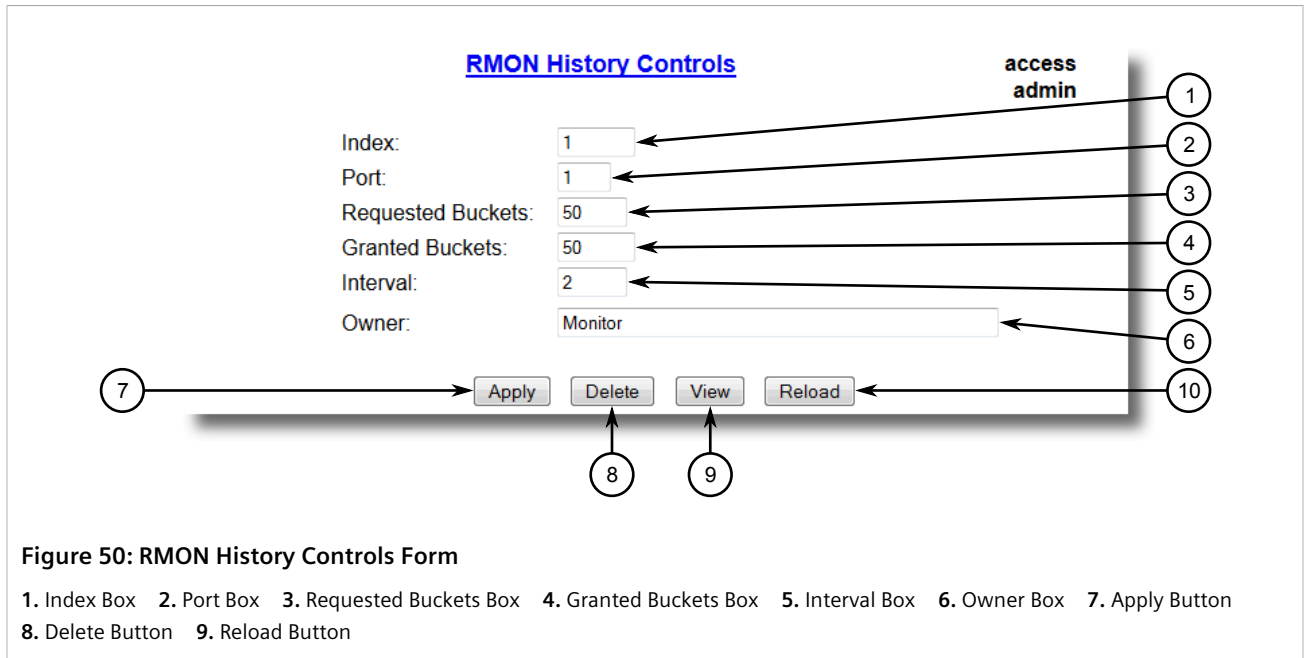 RMON History Controls
access
admin
1
Index: 1
2
Port: 1
3
Requested Buckets: 50
4
Granted Buckets: 50
Interval: 2
5
Owner: Monitor
6
7
Apply Delete View Reload
10
8 9
Figure 50: RMON History Controls Form
1. Index Box 2. Port Box 3. Requested Buckets Box 4. Granted Buckets Box 5. Interval Box 6. Owner Box 7. Apply Button
8. Delete Button 9. Reload Button